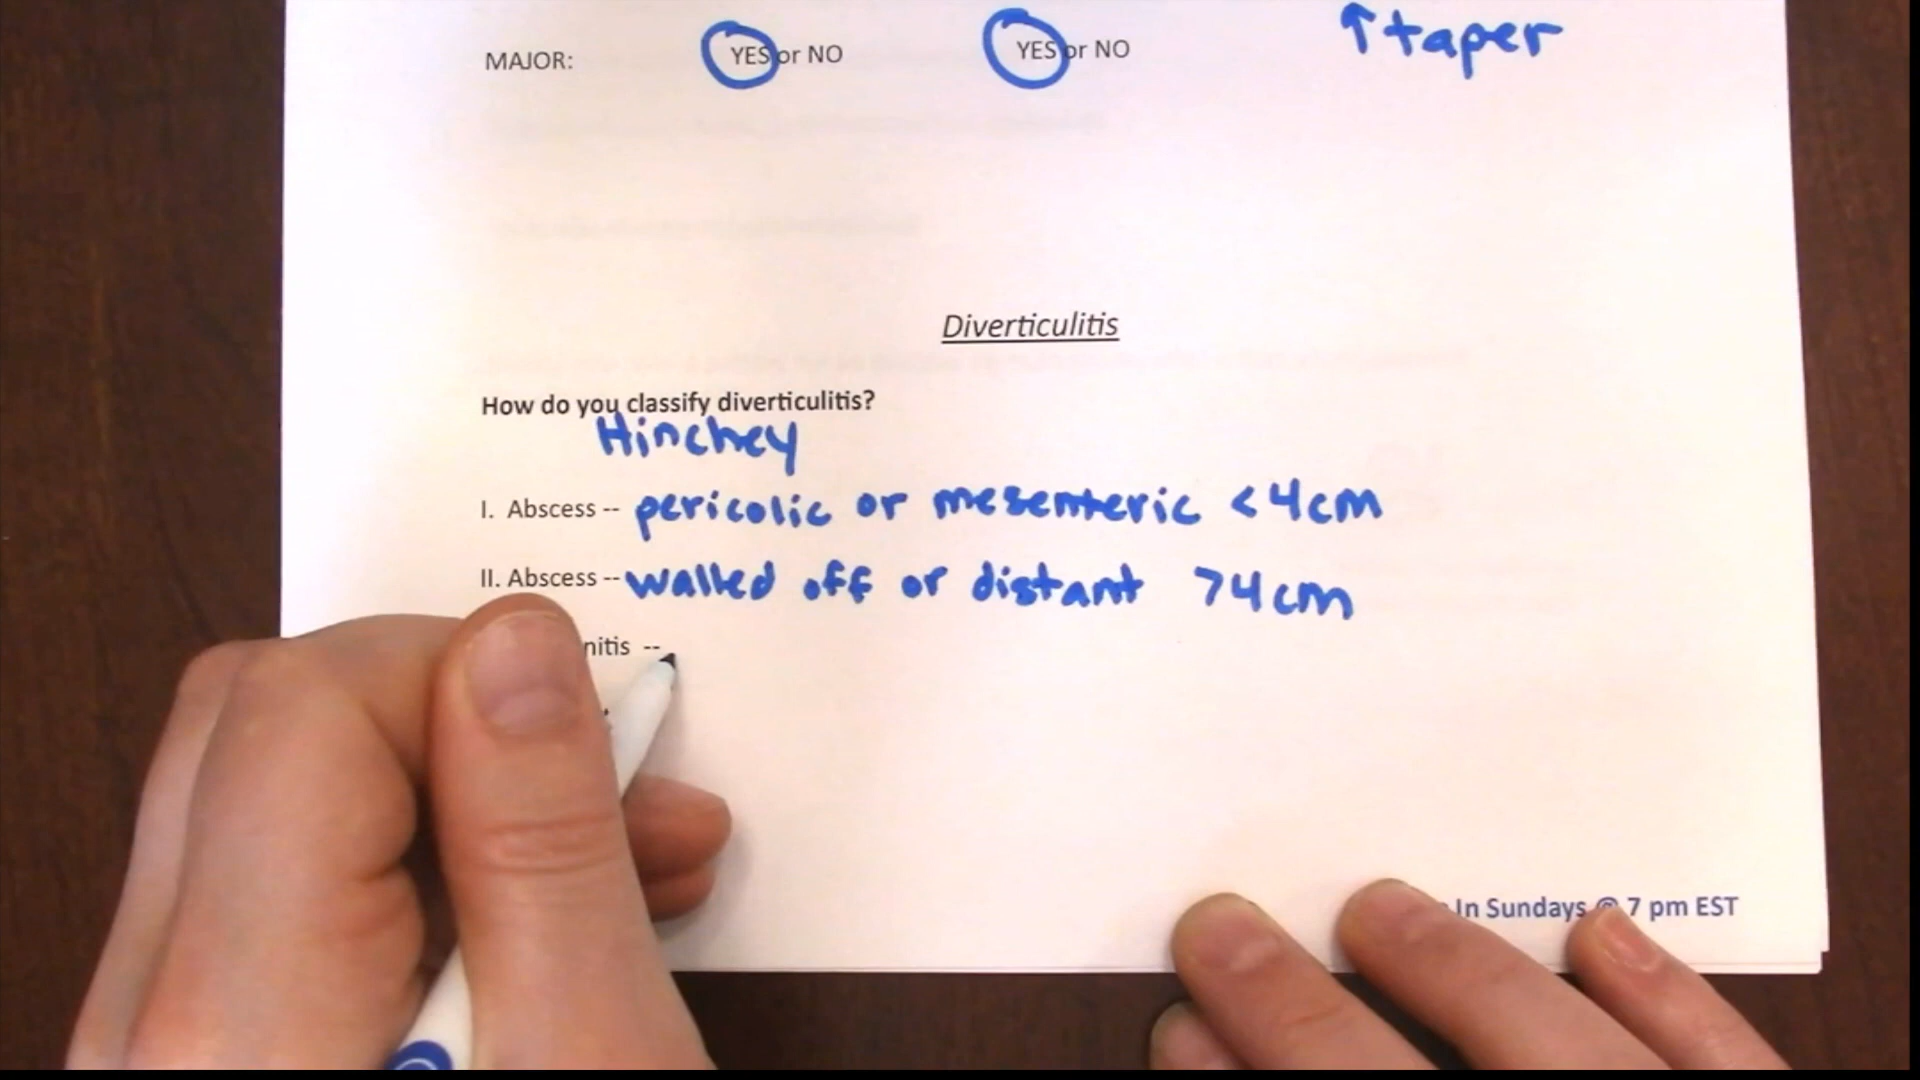 ↑taper
MAJOR: YES or NO YES or NO
Diverticulitis
How do you classify diverticulitis?
Hinchey
I. Abscess -- pericolic or mesenteric <4cm
II. Abscess -- walled off or distant >4cm
nitis --
In Sundays @ 7 pm EST